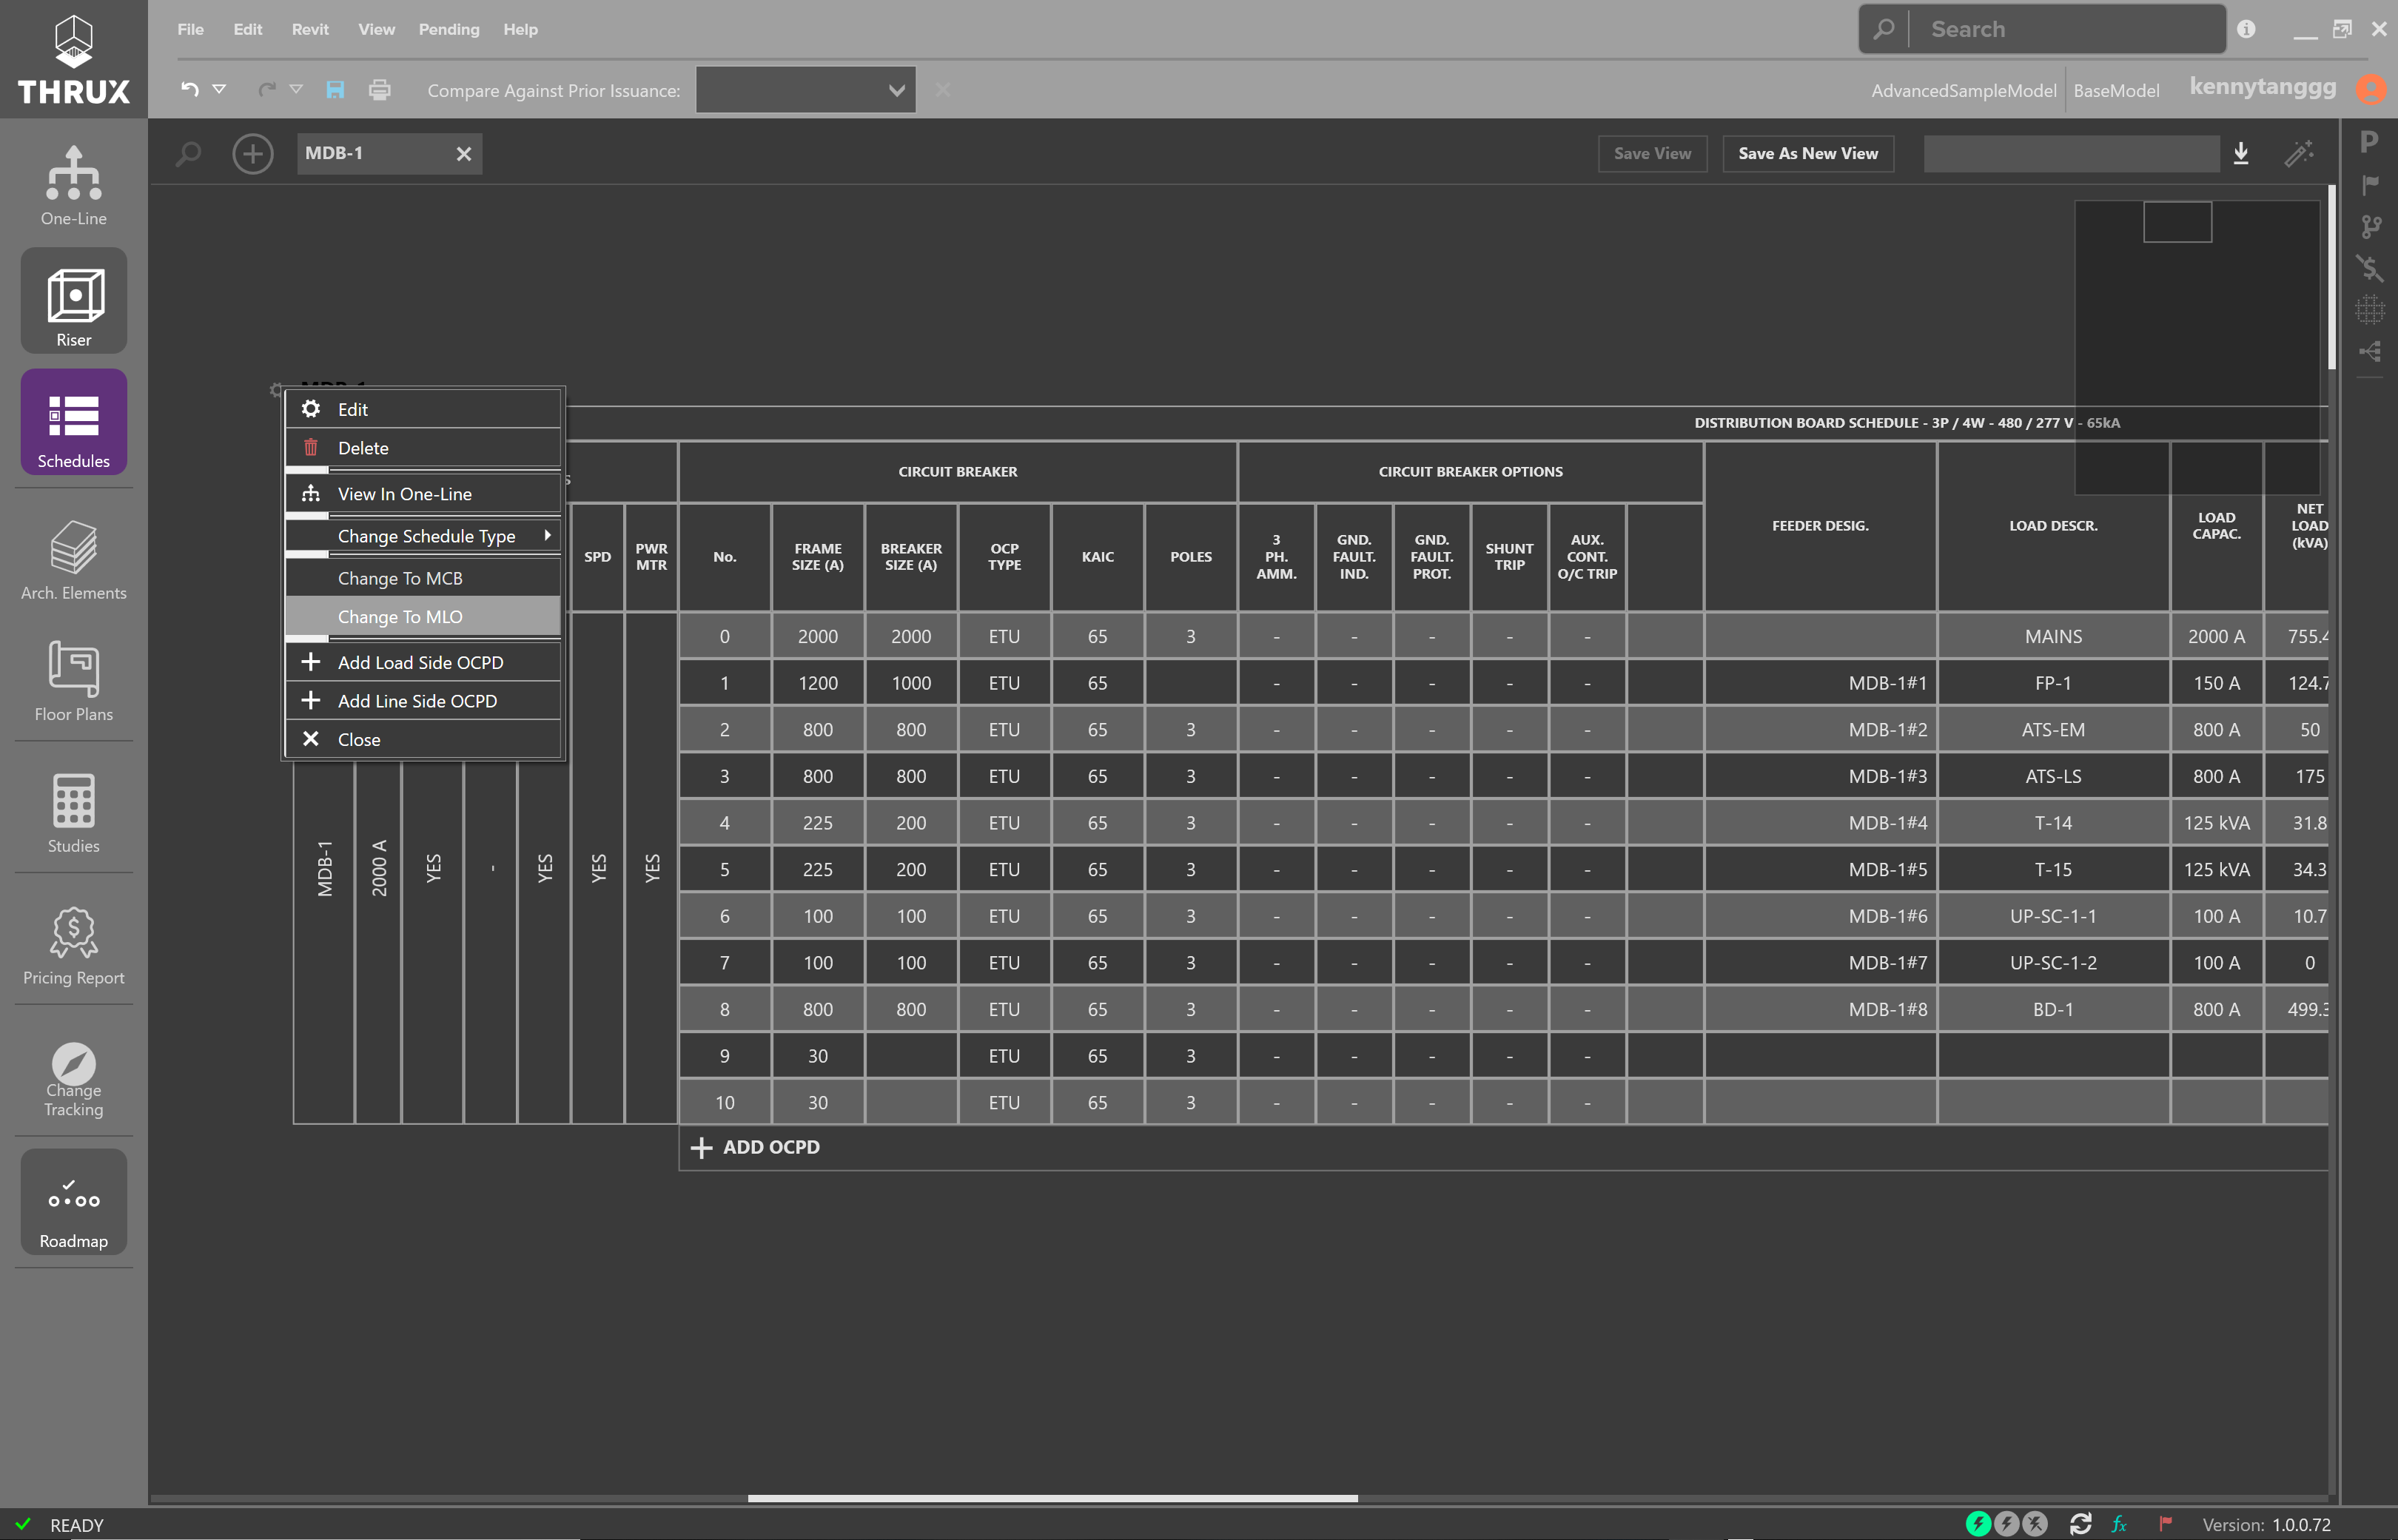 THRUX
File Edit Revit View Pending Help
Search
Compare Against Prior Issuance:
AdvancedSampleModel BaseModel kennytanggg
MDB-1
Save View
Save As New View
P
One-Line
Riser
Schedules
Arch. Elements
Floor Plans
Studies
Pricing Report
Change
Tracking
Roadmap
MDB-1
Edit
Delete
View In One-Line
Change Schedule Type
Change To MCB
Change To MLO
Add Load Side OCPD
Add Line Side OCPD
Close
DISTRIBUTION BOARD SCHEDULE - 3P / 4W - 480 / 277 V - 65kA
S CIRCUIT BREAKER CIRCUIT BREAKER OPTIONS
SPD
PWR
MTR
No.
FRAME
SIZE (A)
BREAKER
SIZE (A)
OCP
TYPE
KAIC
POLES
3
PH.
AMM.
GND.
FAULT.
IND.
GND.
FAULT.
PROT.
SHUNT
TRIP
AUX.
CONT.
O/C TRIP
FEEDER DESIG.
LOAD DESCR.
LOAD
CAPAC.
NET
LOAD
(kVA)
MDB-1
2000 A
YES
-
YES
YES
YES
0 2000 2000 ETU 65 3 - - - - - MAINS 2000 A 755.4
1 1200 1000 ETU 65 - - - - - MDB-1#1 FP-1 150 A 124.7
2 800 800 ETU 65 3 - - - - - MDB-1#2 ATS-EM 800 A 50
3 800 800 ETU 65 3 - - - - - MDB-1#3 ATS-LS 800 A 175
4 225 200 ETU 65 3 - - - - - MDB-1#4 T-14 125 kVA 31.8
5 225 200 ETU 65 3 - - - - - MDB-1#5 T-15 125 kVA 34.3
6 100 100 ETU 65 3 - - - - - MDB-1#6 UP-SC-1-1 100 A 10.7
7 100 100 ETU 65 3 - - - - - MDB-1#7 UP-SC-1-2 100 A 0
8 800 800 ETU 65 3 - - - - - MDB-1#8 BD-1 800 A 499.3
9 30 ETU 65 3 - - - - -
10 30 ETU 65 3 - - - - -
ADD OCPD
READY
fx
Version: 1.0.0.72